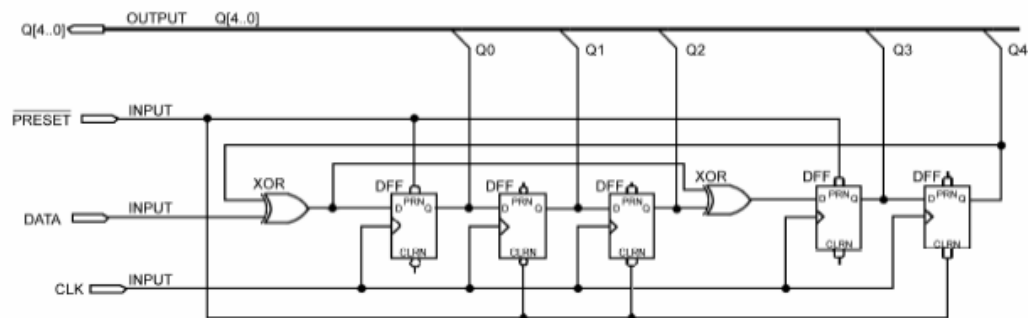 Q[4..0] OUTPUT Q[4..0]
Q0 Q1 Q2 Q3 Q4
PRESET INPUT
XOR DFF DFF DFF XOR DFF DFF
D PRN Q D PRN Q D PRN Q D PRN Q D PRN Q
DATA INPUT
CLRN CLRN CLRN CLRN CLRN
CLK INPUT